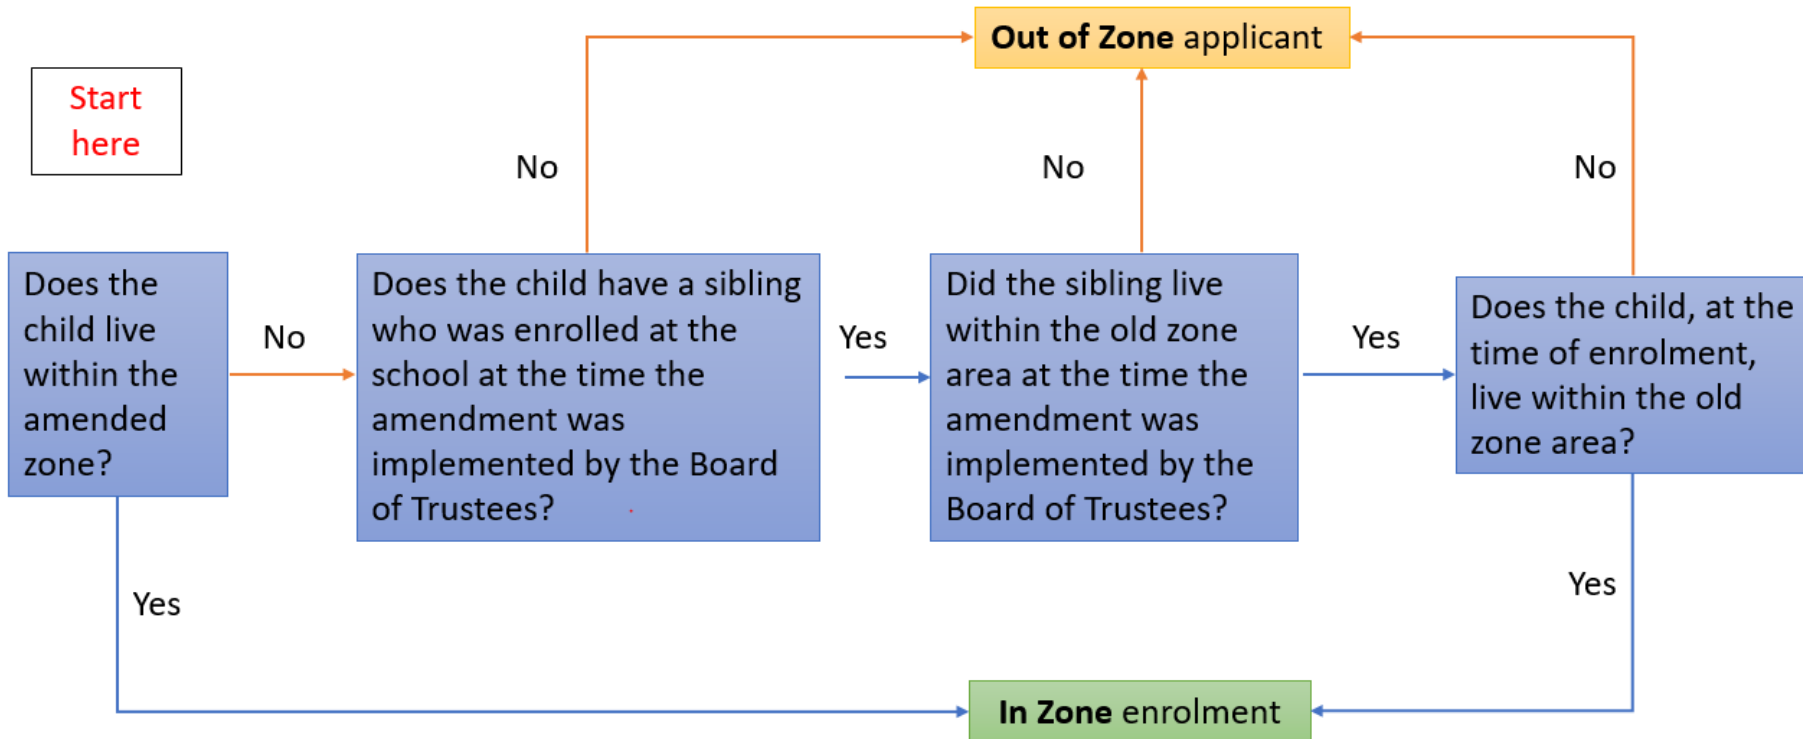 Out of Zone applicant
Start
here
No
No
No
Does the
child live
within the
amended
zone?
No
Does the child have a sibling
who was enrolled at the
school at the time the
amendment was
implemented by the Board
of Trustees?
Yes
Did the sibling live
within the old zone
area at the time the
amendment was
implemented by the
Board of Trustees?
Yes
Does the child, at the
time of enrolment,
live within the old
zone area?
Yes
Yes
In Zone enrolment